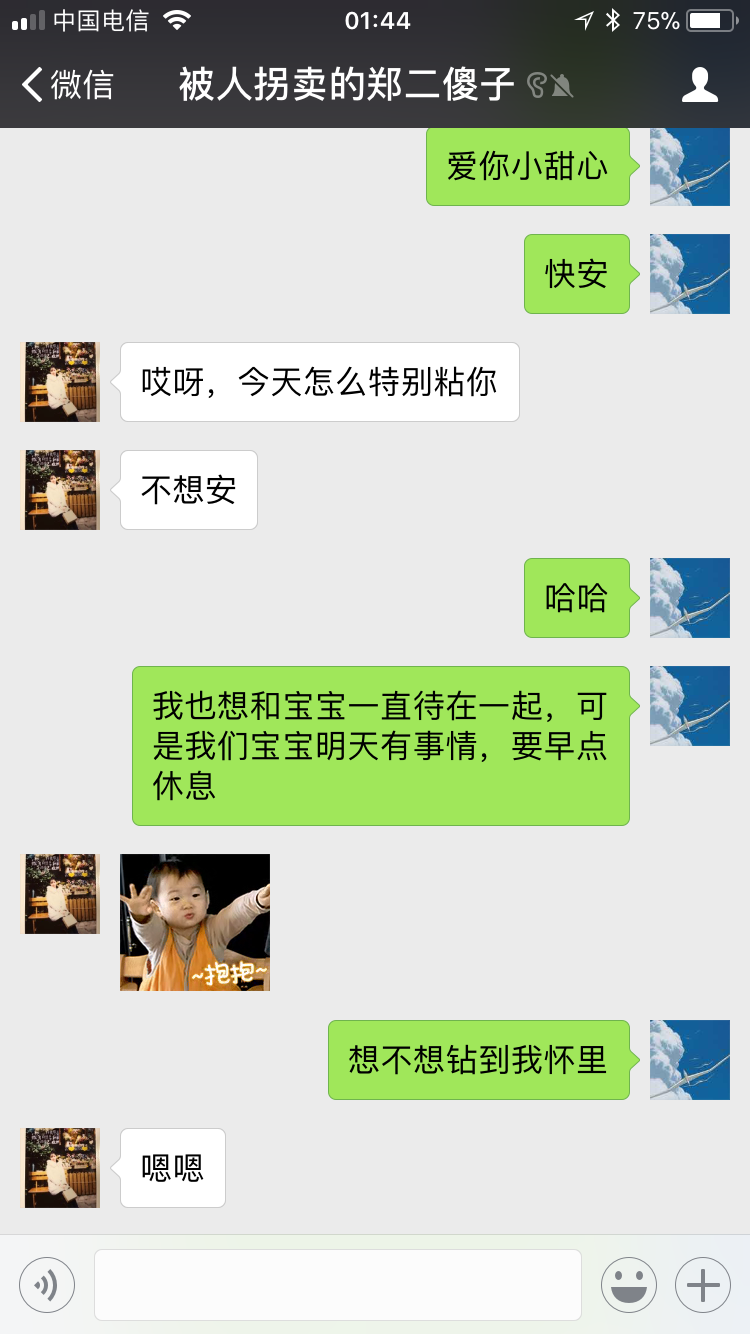 中国电信 01:44 75%
微信 被人拐卖的郑二傻子
爱你小甜心
快安
哎呀，今天怎么特别粘你
不想安
哈哈
我也想和宝宝一直待在一起，可
是我们宝宝明天有事情，要早点
休息
~抱抱~
想不想钻到我怀里
嗯嗯